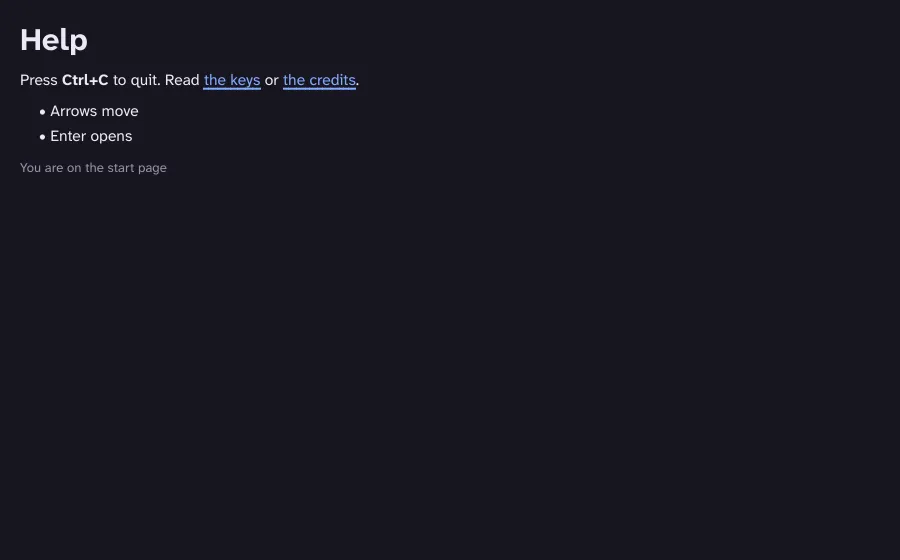 Help
Press Ctrl+C to quit. Read the keys or the credits.
• Arrows move
• Enter opens
You are on the start page